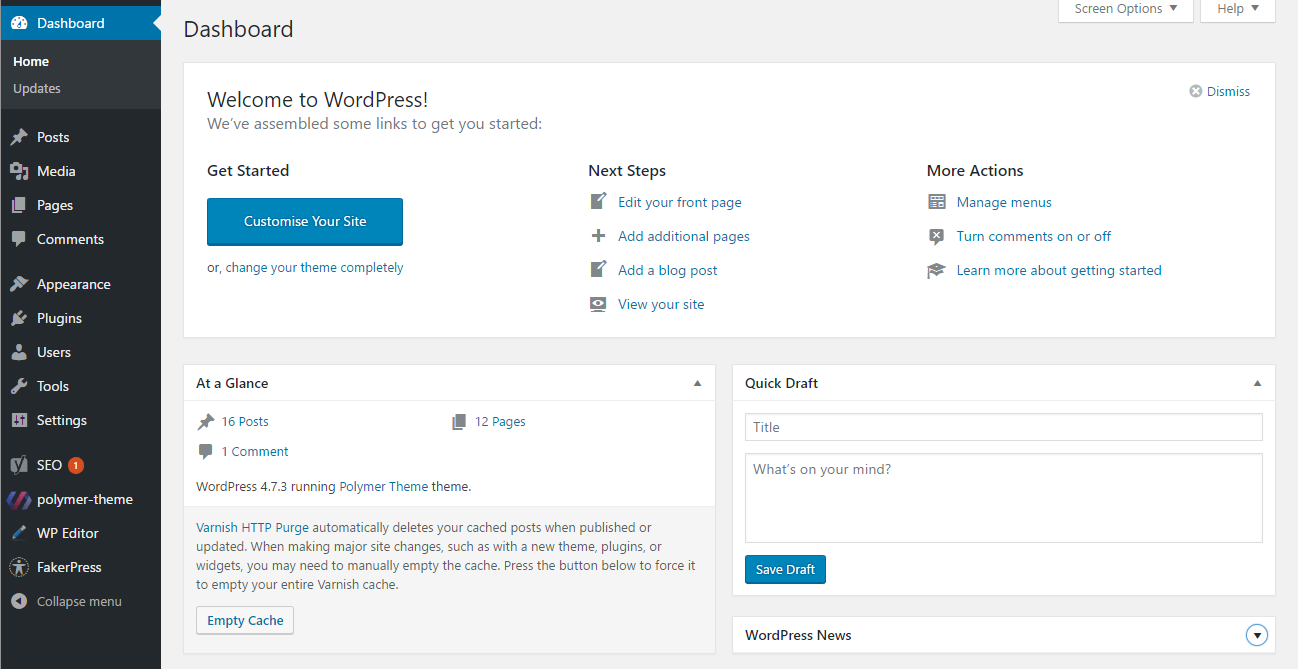 Dashboard
Home
Updates
Posts
Media
Pages
Comments
Appearance
Plugins
Users
Tools
Settings
SEO 1
polymer-theme
WP Editor
FakerPress
Collapse menu
Screen Options
Help
Dashboard
Welcome to WordPress!
We've assembled some links to get you started:
Dismiss
Get Started
Customise Your Site
or, change your theme completely
Next Steps
Edit your front page
Add additional pages
Add a blog post
View your site
More Actions
Manage menus
Turn comments on or off
Learn more about getting started
At a Glance
16 Posts
12 Pages
1 Comment
WordPress 4.7.3 running Polymer Theme theme.
Varnish HTTP Purge automatically deletes your cached posts when published or
updated. When making major site changes, such as with a new theme, plugins, or
widgets, you may need to manually empty the cache. Press the button below to force it
to empty your entire Varnish cache.
Empty Cache
Quick Draft
Title
What's on your mind?
Save Draft
WordPress News